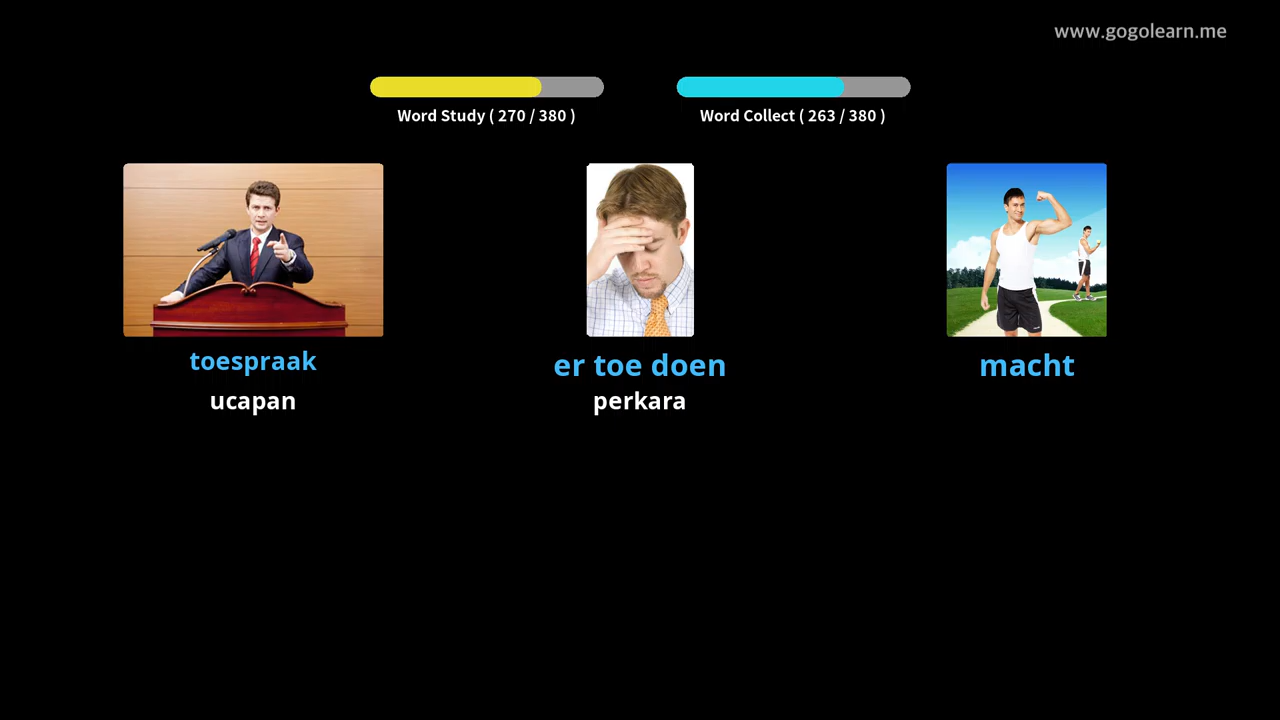 www.gogolearn.me
Word Study ( 270 / 380 )
Word Collect ( 263 / 380 )
toespraak
er toe doen
macht
ucapan
perkara